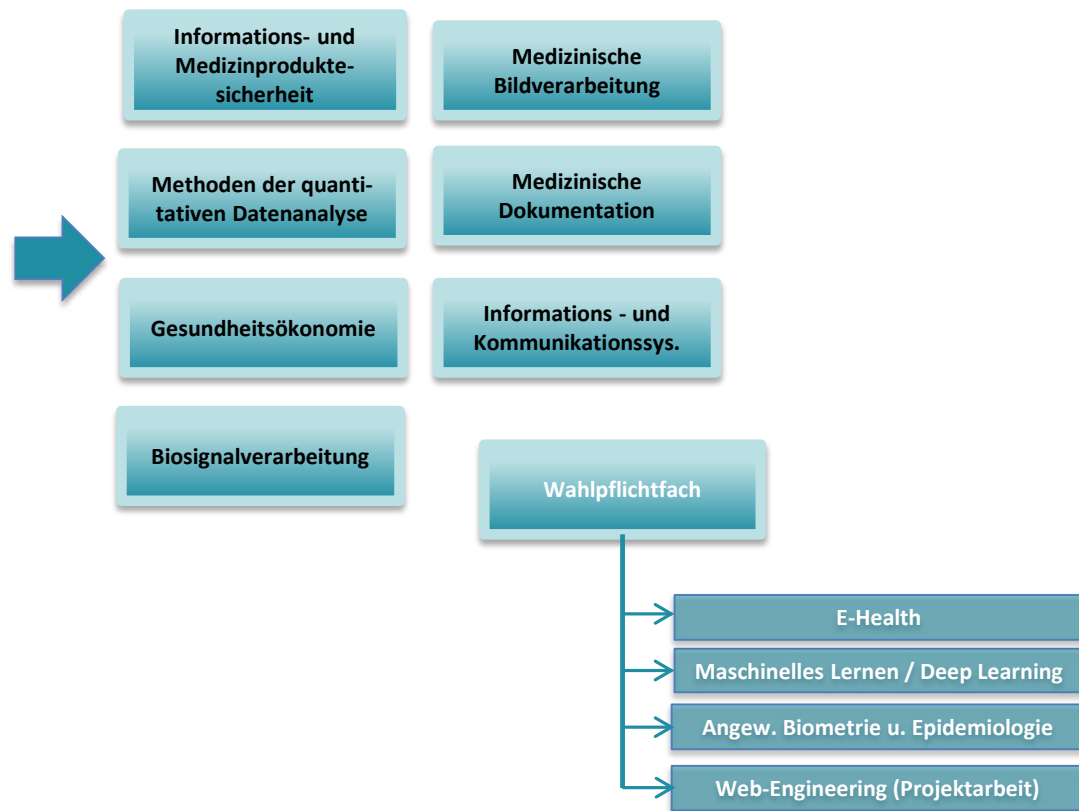 Informations- und
Medizinprodukte-
sicherheit
Medizinische
Bildverarbeitung
Methoden der quanti-
tativen Datenanalyse
Medizinische
Dokumentation
Gesundheitsökonomie
Informations - und
Kommunikationssys.
Biosignalverarbeitung
Wahlpflichtfach
E-Health
Maschinelles Lernen / Deep Learning
Angew. Biometrie u. Epidemiologie
Web-Engineering (Projektarbeit)